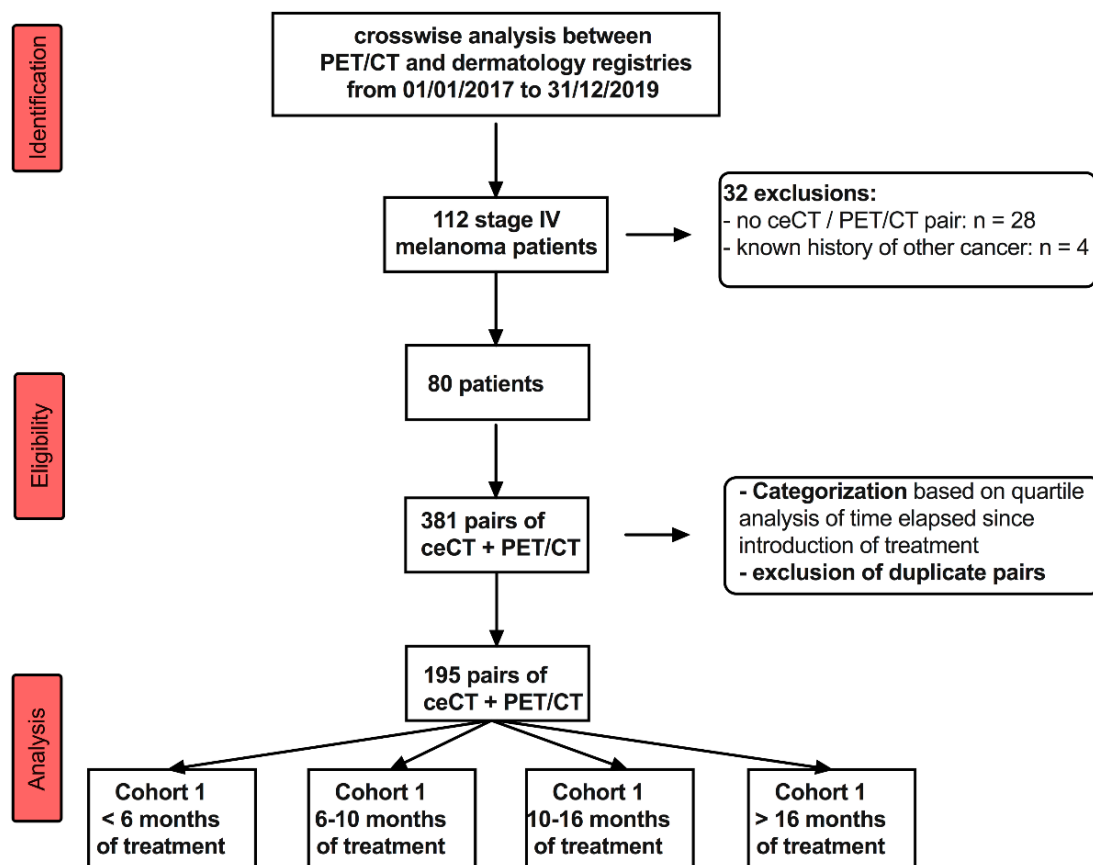 Identification
crosswise analysis between
PET/CT and dermatology registries
from 01/01/2017 to 31/12/2019
112 stage IV
melanoma patients
32 exclusions:
- no ceCT / PET/CT pair: n = 28
- known history of other cancer: n = 4
Eligibility
80 patients
381 pairs of
ceCT + PET/CT
- Categorization based on quartile
analysis of time elapsed since
introduction of treatment
- exclusion of duplicate pairs
Analysis
195 pairs of
ceCT + PET/CT
Cohort 1
< 6 months
of treatment
Cohort 1
6-10 months
of treatment
Cohort 1
10-16 months
of treatment
Cohort 1
> 16 months
of treatment